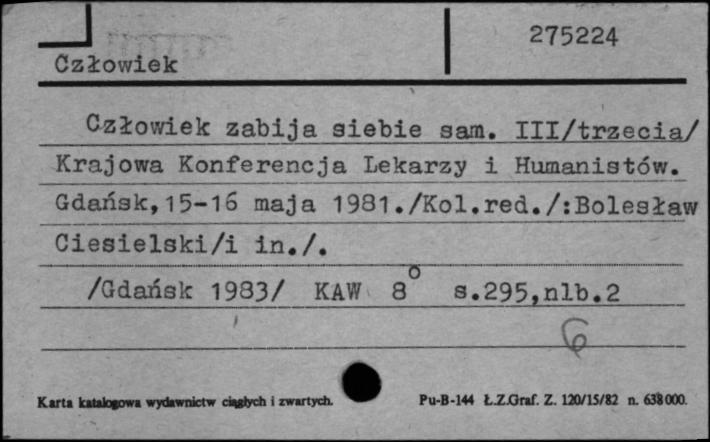 275224
Człowiek
Człowiek zabija siebie sam. III/trzecia/
Krajowa Konferencja Lekarzy i Humanistów.
Gdańsk,15-16 maja 1981./Kol.red./:Bolesław
Ciesielski/i in./.
/Gdańsk 1983/ KAW 8° s.295,nlb.2
6
Karta katalogowa wydawnictw ciągłych i zwartych.
Pu-B-144 Ł.Z.Graf. Z. 120/15/82 n. 638000.